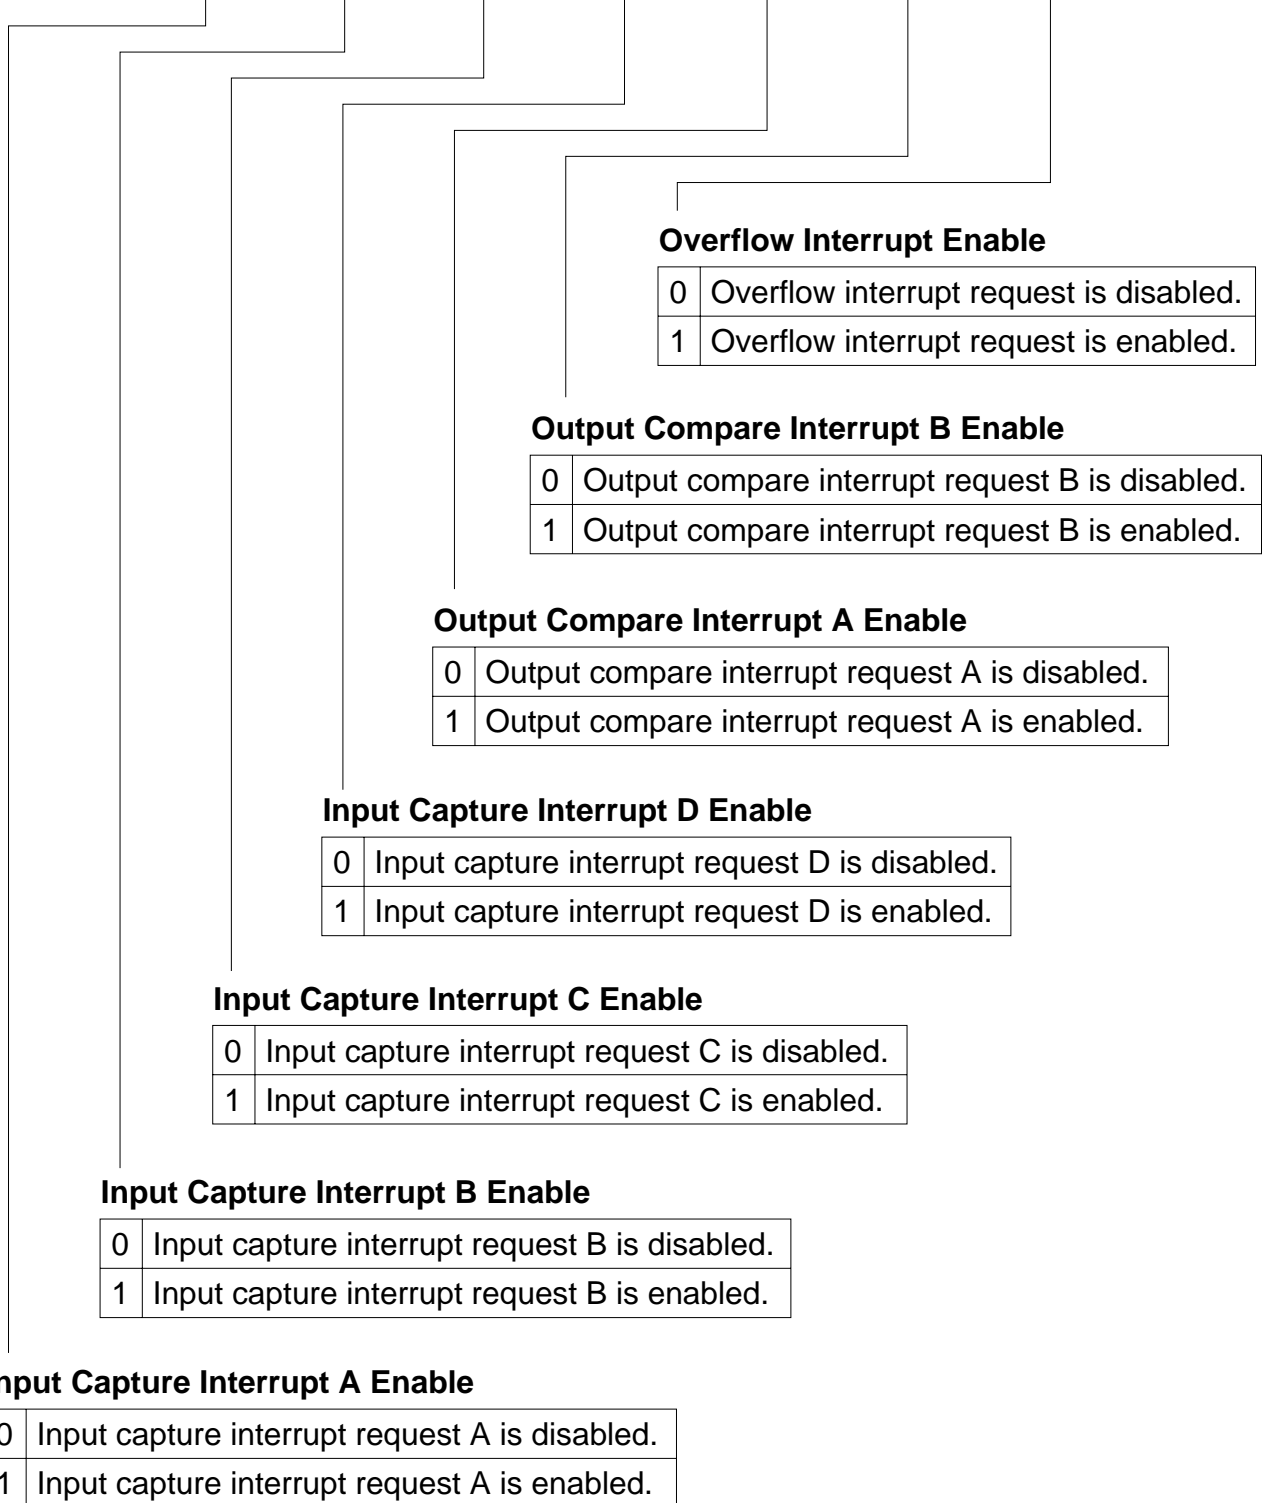 Overflow Interrupt Enable
0 Overflow interrupt request is disabled.
1 Overflow interrupt request is enabled.
Output Compare Interrupt B Enable
0 Output compare interrupt request B is disabled.
1 Output compare interrupt request B is enabled.
Output Compare Interrupt A Enable
0 Output compare interrupt request A is disabled.
1 Output compare interrupt request A is enabled.
Input Capture Interrupt D Enable
0 Input capture interrupt request D is disabled.
1 Input capture interrupt request D is enabled.
Input Capture Interrupt C Enable
0 Input capture interrupt request C is disabled.
1 Input capture interrupt request C is enabled.
Input Capture Interrupt B Enable
0 Input capture interrupt request B is disabled.
1 Input capture interrupt request B is enabled.
nput Capture Interrupt A Enable
0 Input capture interrupt request A is disabled.
1 Input capture interrupt request A is enabled.